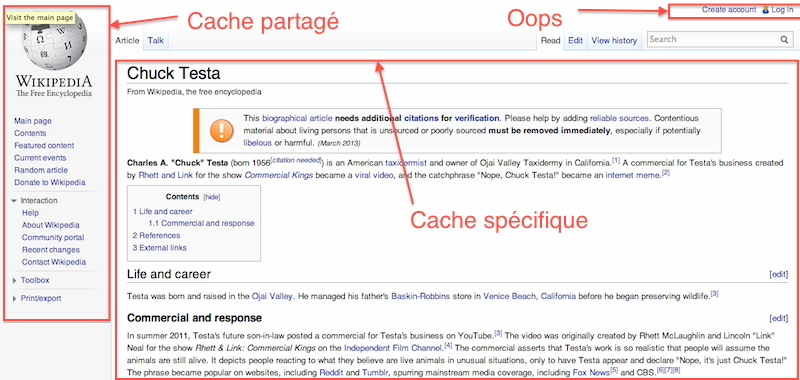 Cache partagé
Oops
Visit the main page
WIKIPEDIA
The Free Encyclopedia
Main page
Contents
Featured content
Current events
Random article
Donate to Wikipedia
Interaction
Help
About Wikipedia
Community portal
Recent changes
Contact Wikipedia
Toolbox
Print/export
Create account Log in
Article Talk Read Edit View history Search
Chuck Testa
From Wikipedia, the free encyclopedia
This biographical article needs additional citations for verification. Please help by adding reliable sources. Contentious
material about living persons that is unsourced or poorly sourced must be removed immediately, especially if potentially
libelous or harmful. (March 2013)
Charles A. "Chuck" Testa (born 1956[citation needed]) is an American taxidermist and owner of Ojai Valley Taxidermy in California.[1] A commercial for Testa's business created
by Rhett and Link for the show Commercial Kings became a viral video, and the catchphrase "Nope, Chuck Testa!" became an internet meme.[2]
Contents [hide]
1 Life and career
1.1 Commercial and response
2 References
3 External links
Cache spécifique
Life and career [edit]
Testa was born and raised in the Ojai Valley. He managed his father's Baskin-Robbins store in Venice Beach, California before he began preserving wildlife.[3]
Commercial and response [edit]
In summer 2011, Testa's future son-in-law posted a commercial for Testa's business on YouTube.[3] The video was originally created by Rhett McLaughlin and Lincoln "Link"
Neal for the show Rhett & Link: Commercial Kings on the Independent Film Channel.[4] The commercial asserts that Testa's work is so realistic that people will assume the
animals are still alive. It depicts people reacting to what they believe are live animals in unusual situations, only to have Testa appear and declare "Nope, it's just Chuck Testa!"
The phrase became popular on websites, including Reddit and Tumblr, spurring mainstream media coverage, including Fox News[5] and CBS.[6][7][8]